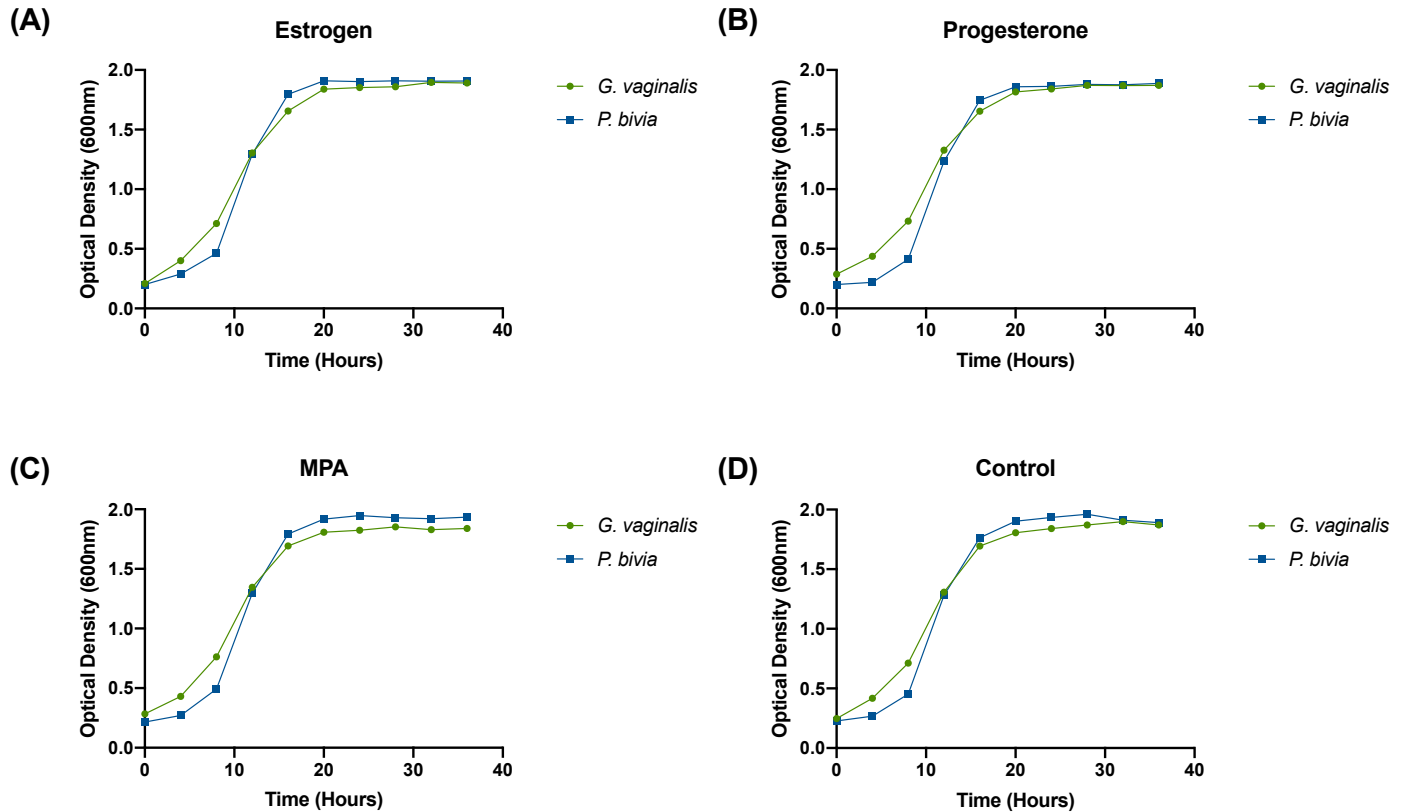 (A)
Estrogen
Optical Density (600nm)
2.0
1.5
1.0
0.5
0.0
0
10
20
30
40
Time (Hours)
G. vaginalis
P. bivia
(B)
Progesterone
Optical Density (600nm)
2.0
1.5
1.0
0.5
0.0
0
10
20
30
40
Time (Hours)
G. vaginalis
P. bivia
(C)
MPA
Optical Density (600nm)
2.0
1.5
1.0
0.5
0.0
0
10
20
30
40
Time (Hours)
G. vaginalis
P. bivia
(D)
Control
Optical Density (600nm)
2.0
1.5
1.0
0.5
0.0
0
10
20
30
40
Time (Hours)
G. vaginalis
P. bivia